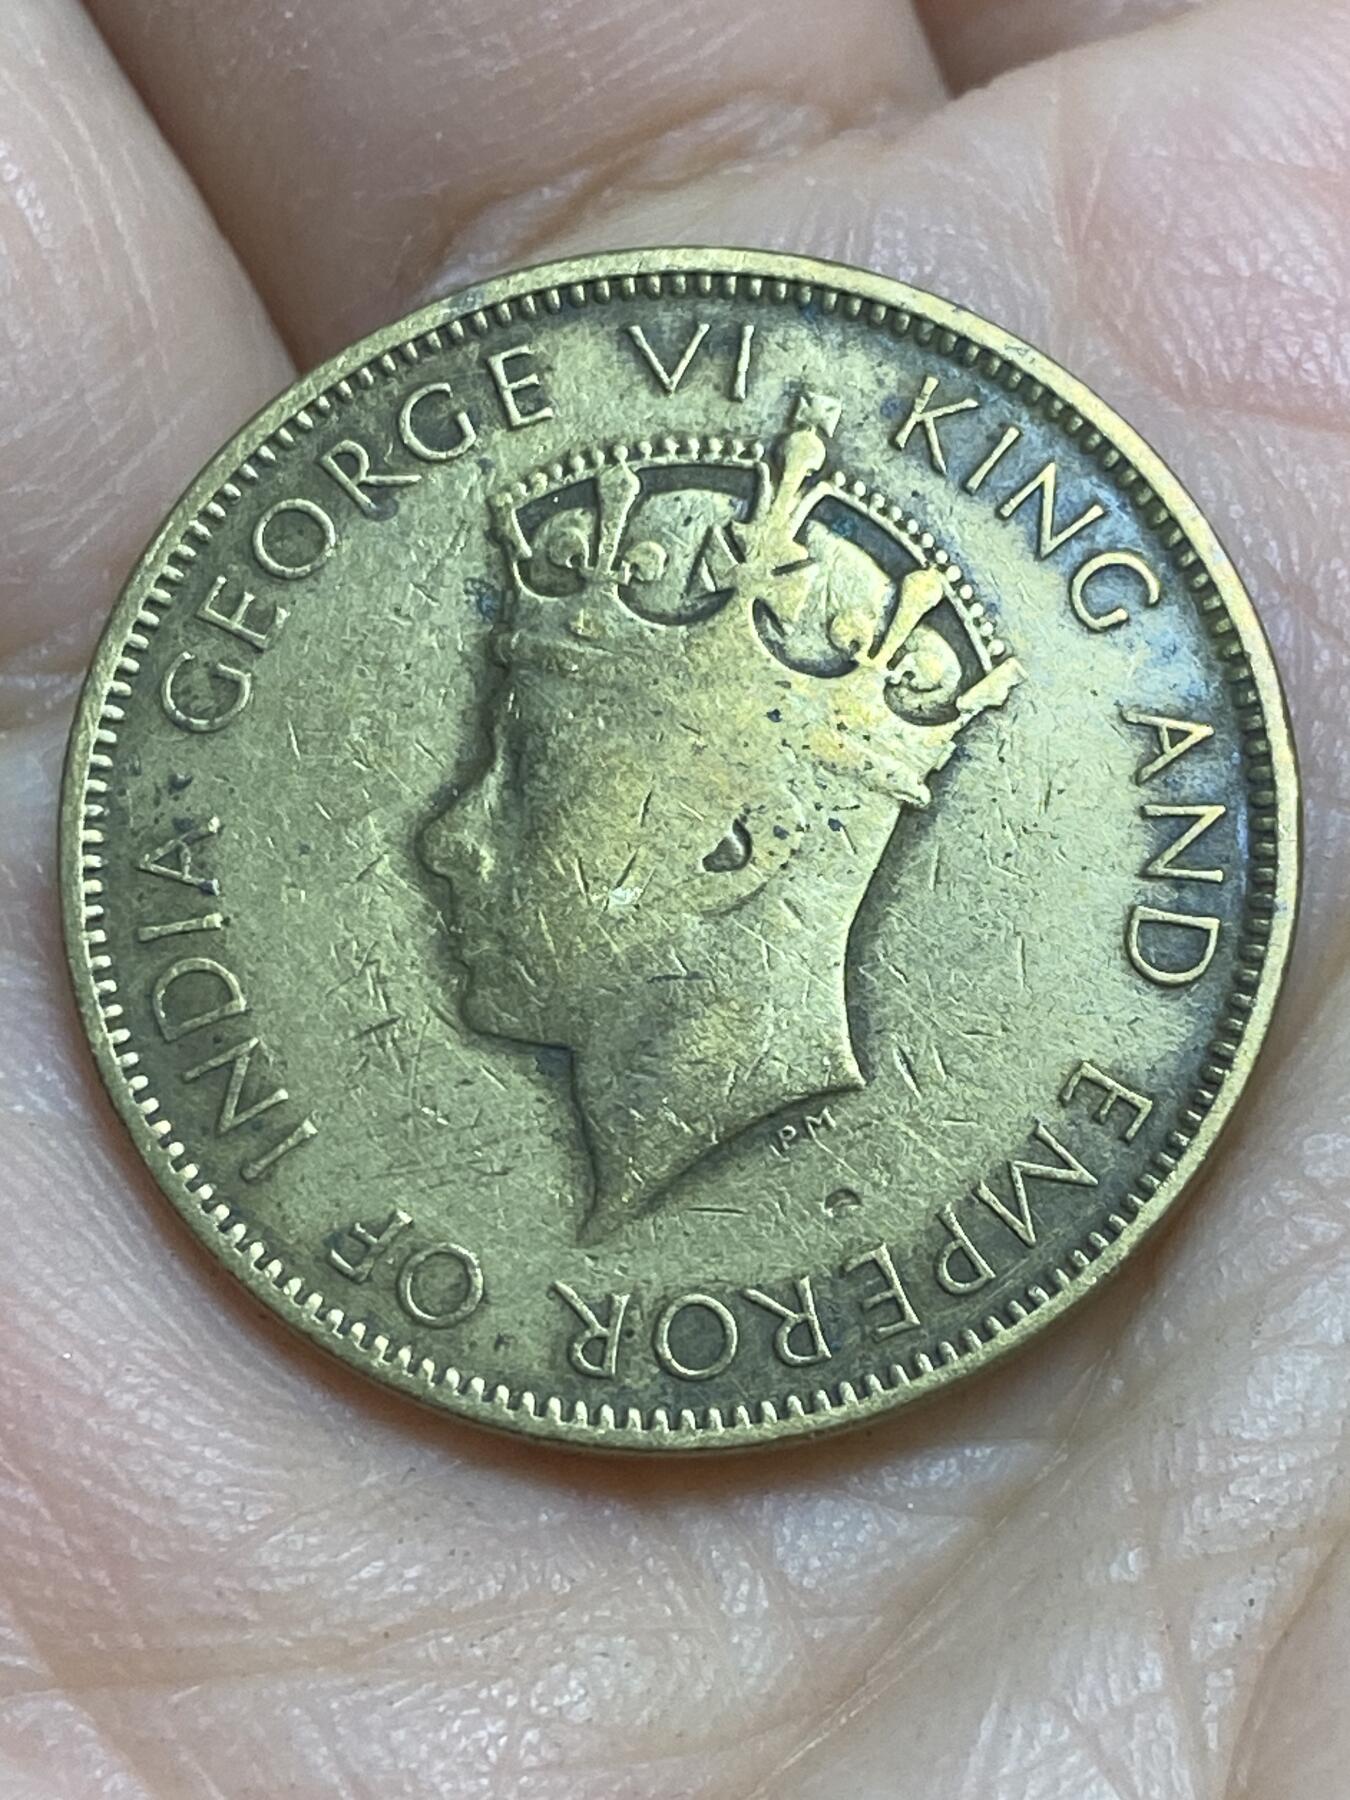 GEORGE VI KING AND EMPEROR OF INDIA
PM